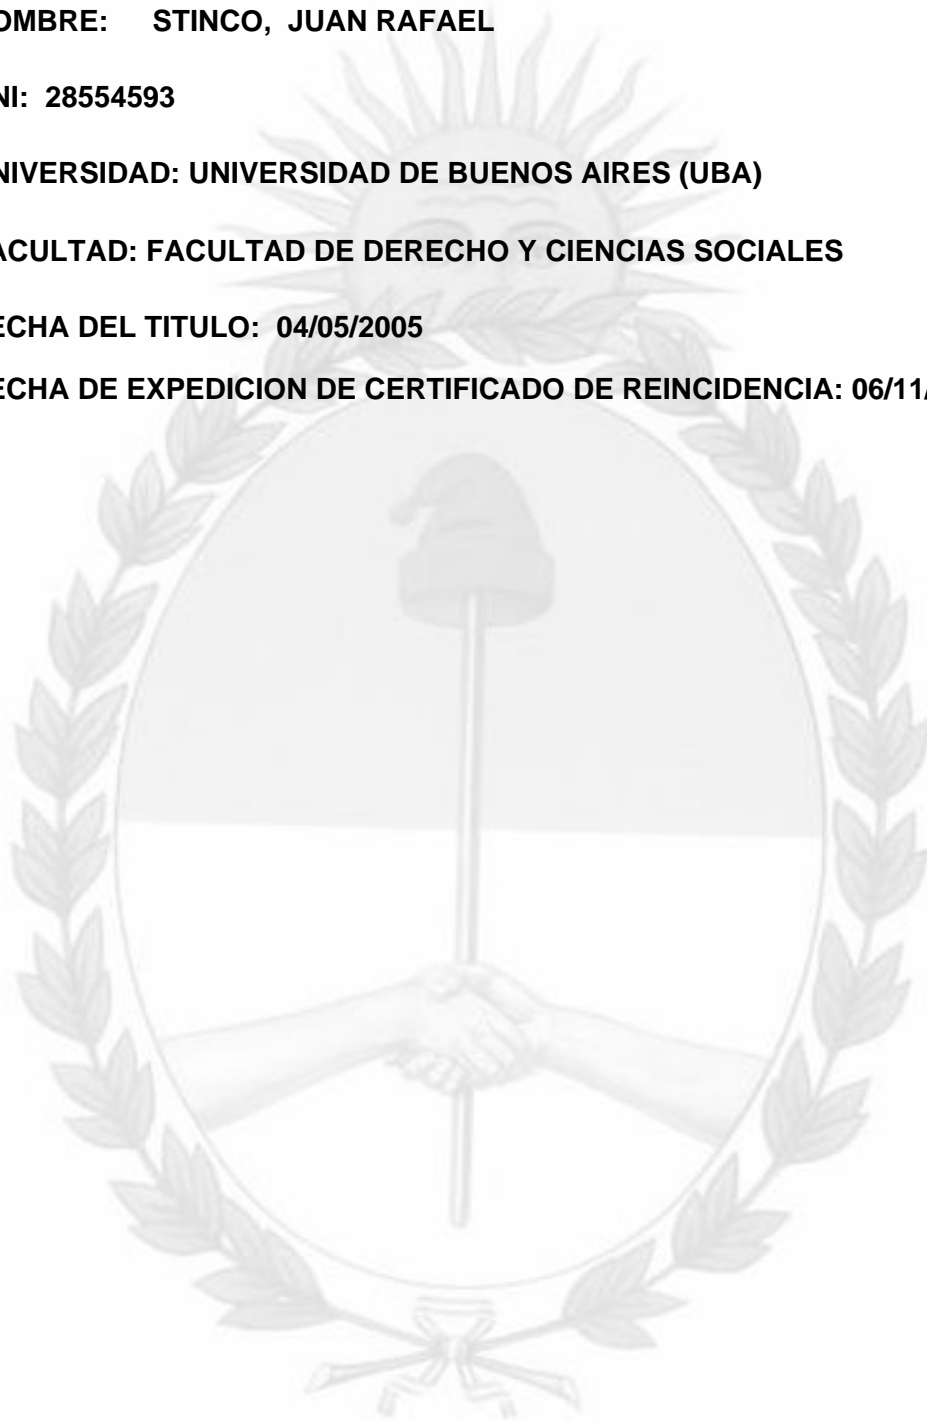 OMBRE: STINCO, JUAN RAFAEL
NI: 28554593
NIVERSIDAD: UNIVERSIDAD DE BUENOS AIRES (UBA)
ACULTAD: FACULTAD DE DERECHO Y CIENCIAS SOCIALES
ECHA DEL TITULO: 04/05/2005
ECHA DE EXPEDICION DE CERTIFICADO DE REINCIDENCIA: 06/11/